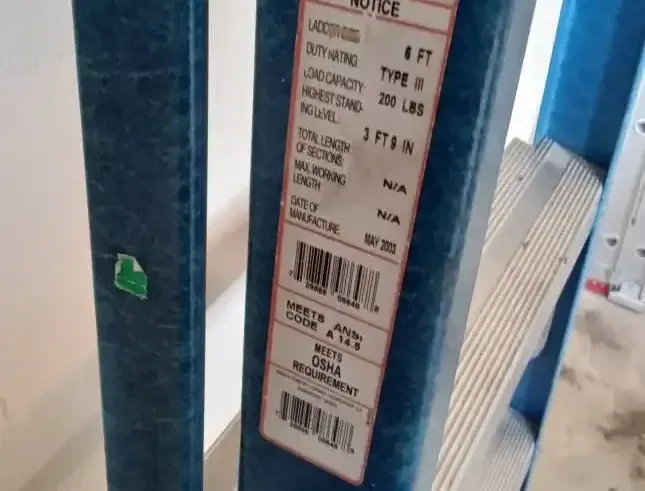 NOTICE
LADDER SIZE 6 FT
DUTY RATING: TYPE III
LOAD CAPACITY: 200 LBS
HIGHEST STAND-
ING LEVEL: 3 FT 9 IN
TOTAL LENGTH
OF SECTIONS: N/A
MAX. WORKING
LENGTH: N/A
DATE OF
MANUFACTURE: MAY 2003
MEETS ANSI
CODE A 14.5
MEETS
OSHA
REQUIREMENT